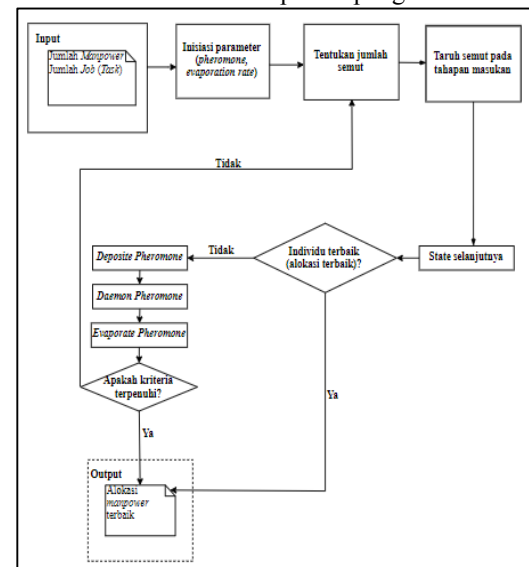 Input
Jumlah Manpower
Jumlah Job (Task)
Inisiasi parameter
(pheromone,
evaporation rate)
Tentukan jumlah
semut
Taruh semut pada
tahapan masukan
Tidak
State selanjutnya
Individu terbaik
(alokasi terbaik)?
Tidak
Deposite Pheromone
Daemon Pheromone
Evaporate Pheromone
Apakah kriteria
terpenuhi?
Ya
Ya
Output
Alokasi
manpower
terbaik